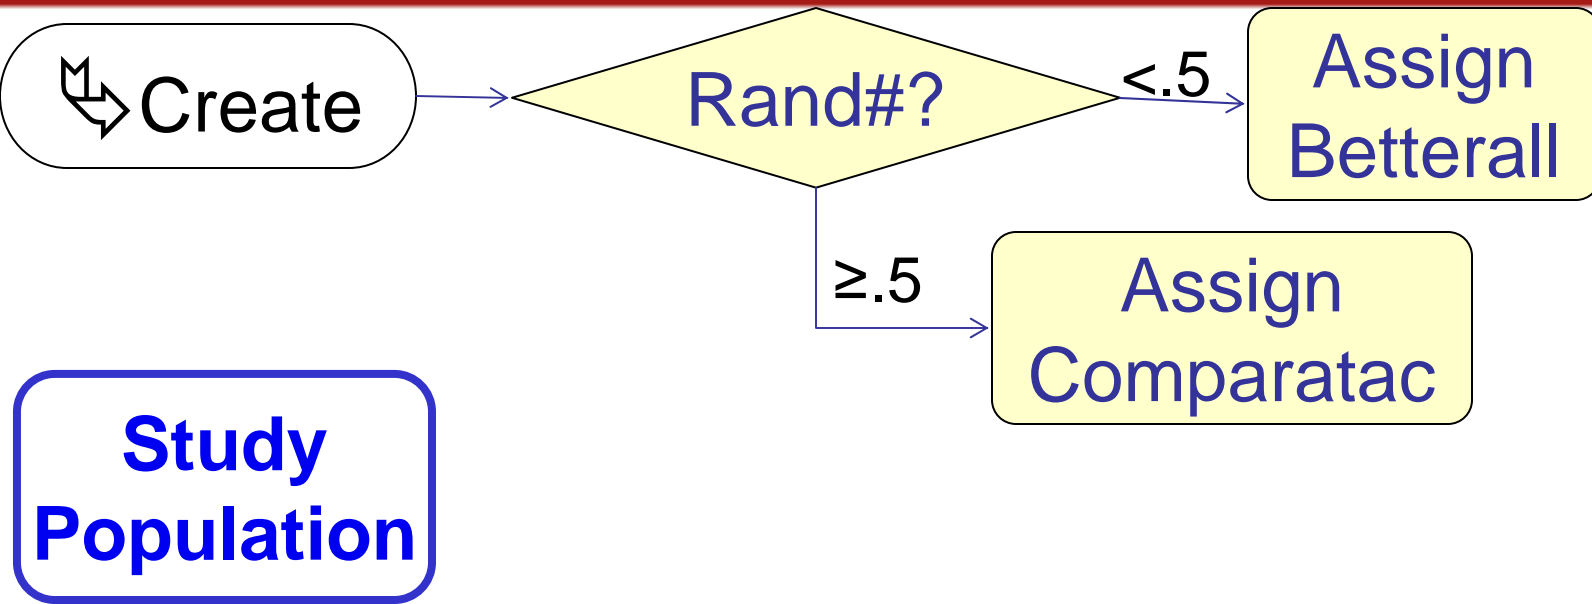 Create
Rand#?
<.5
Assign
Betterall
≥.5
Assign
Comparatac
Study
Population